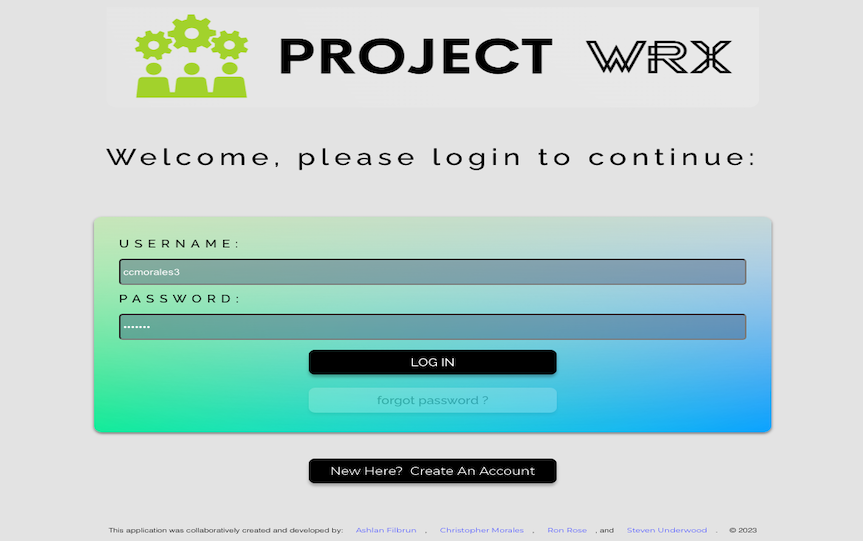 PROJECT WRX
Welcome, please login to continue:
USERNAME:
ccmorales3
PASSWORD:
•••••••
LOG IN
forgot password ?
New Here? Create An Account
This application was collaboratively created and developed by: Ashlan Filbrun , Christopher Morales , Ron Rose , and Steven Underwood . © 2023